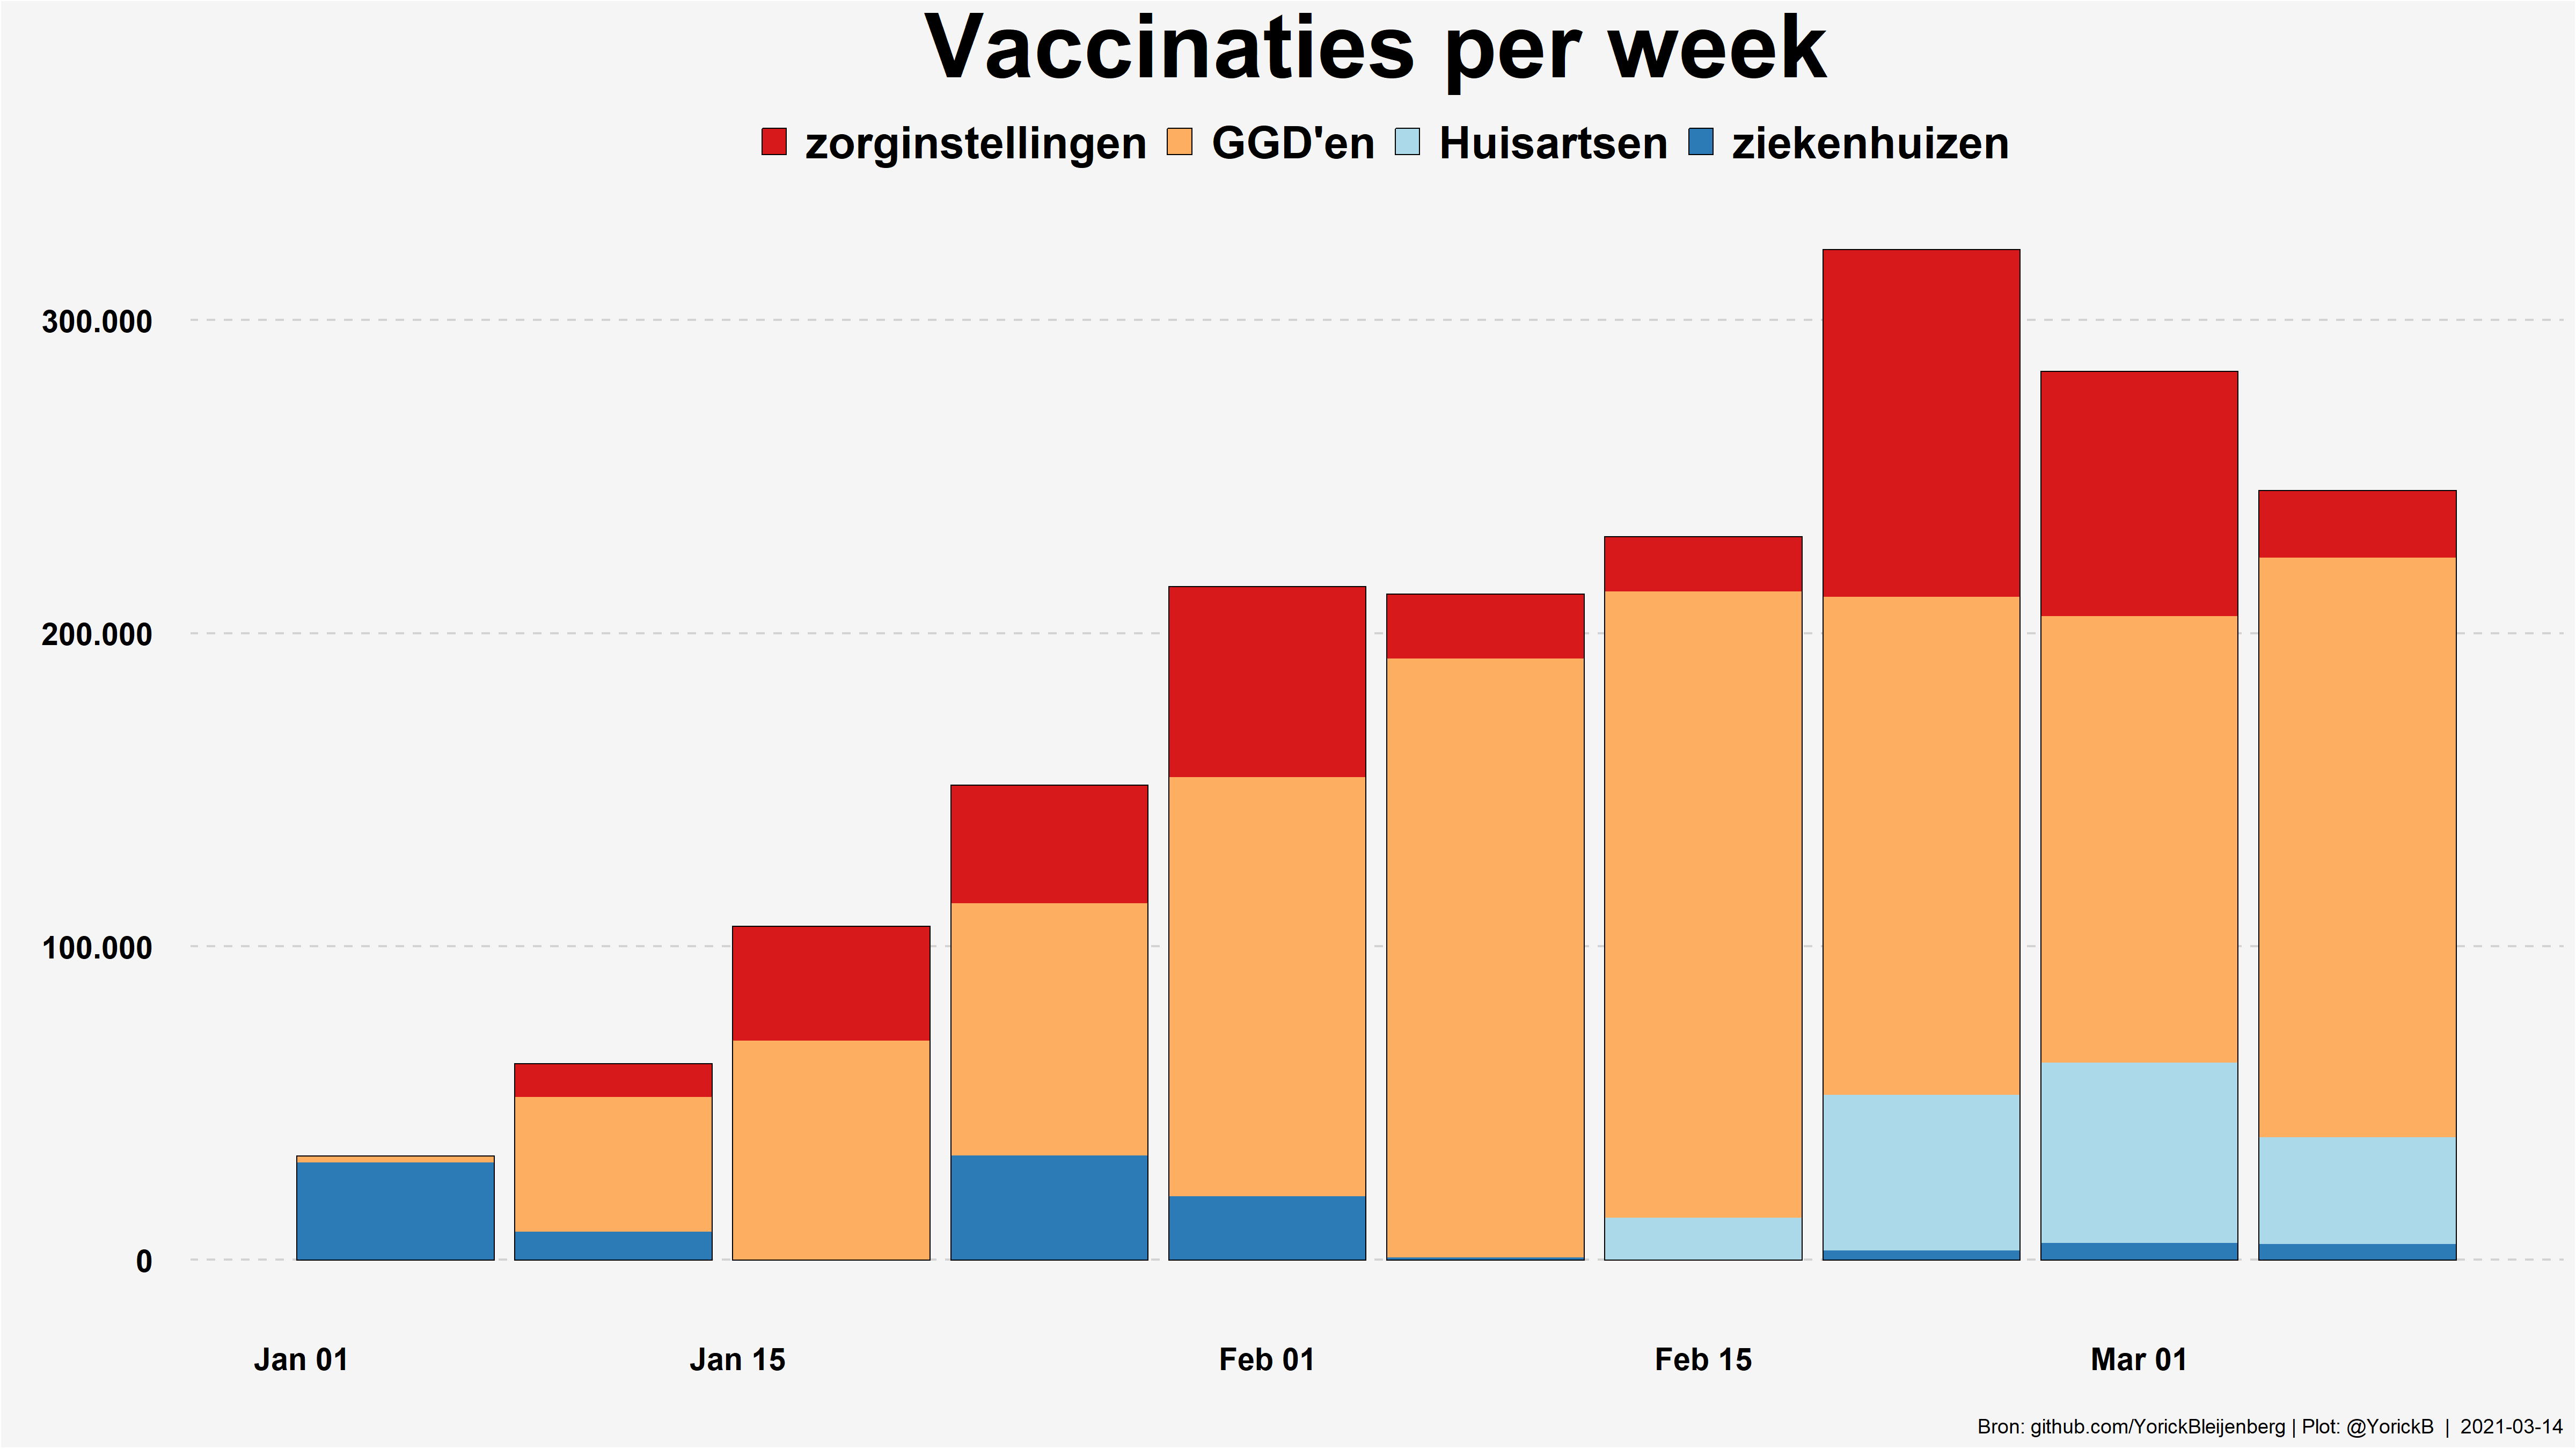 Vaccinaties per week
zorginstellingen GGD'en Huisartsen ziekenhuizen
300.000
200.000
100.000
0
Jan 01 Jan 15 Feb 01 Feb 15 Mar 01
Bron: github.com/YorickBleijenberg | Plot: @YorickB | 2021-03-14